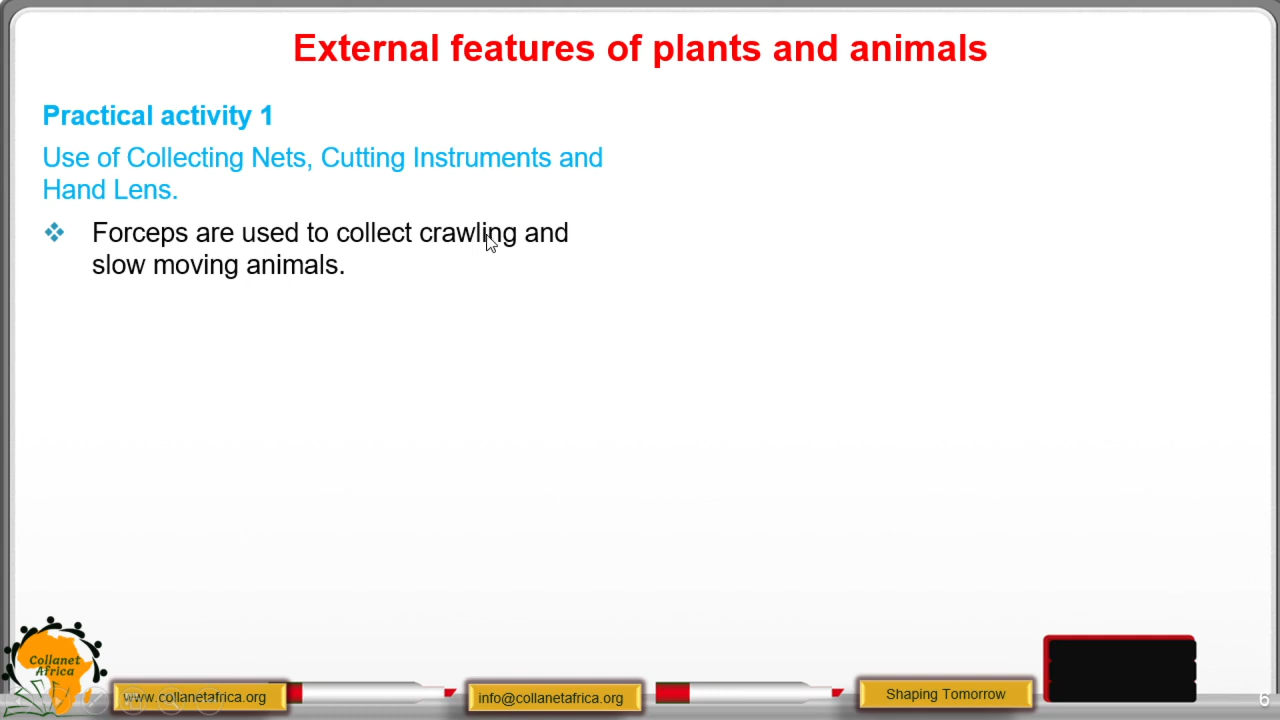 External features of plants and animals
Practical activity 1
Use of Collecting Nets, Cutting Instruments and
Hand Lens.
❖ Forceps are used to collect crawling and
slow moving animals.
Collanet
Africa
www.collanetafrica.org
info@collanetafrica.org
Shaping Tomorrow
6